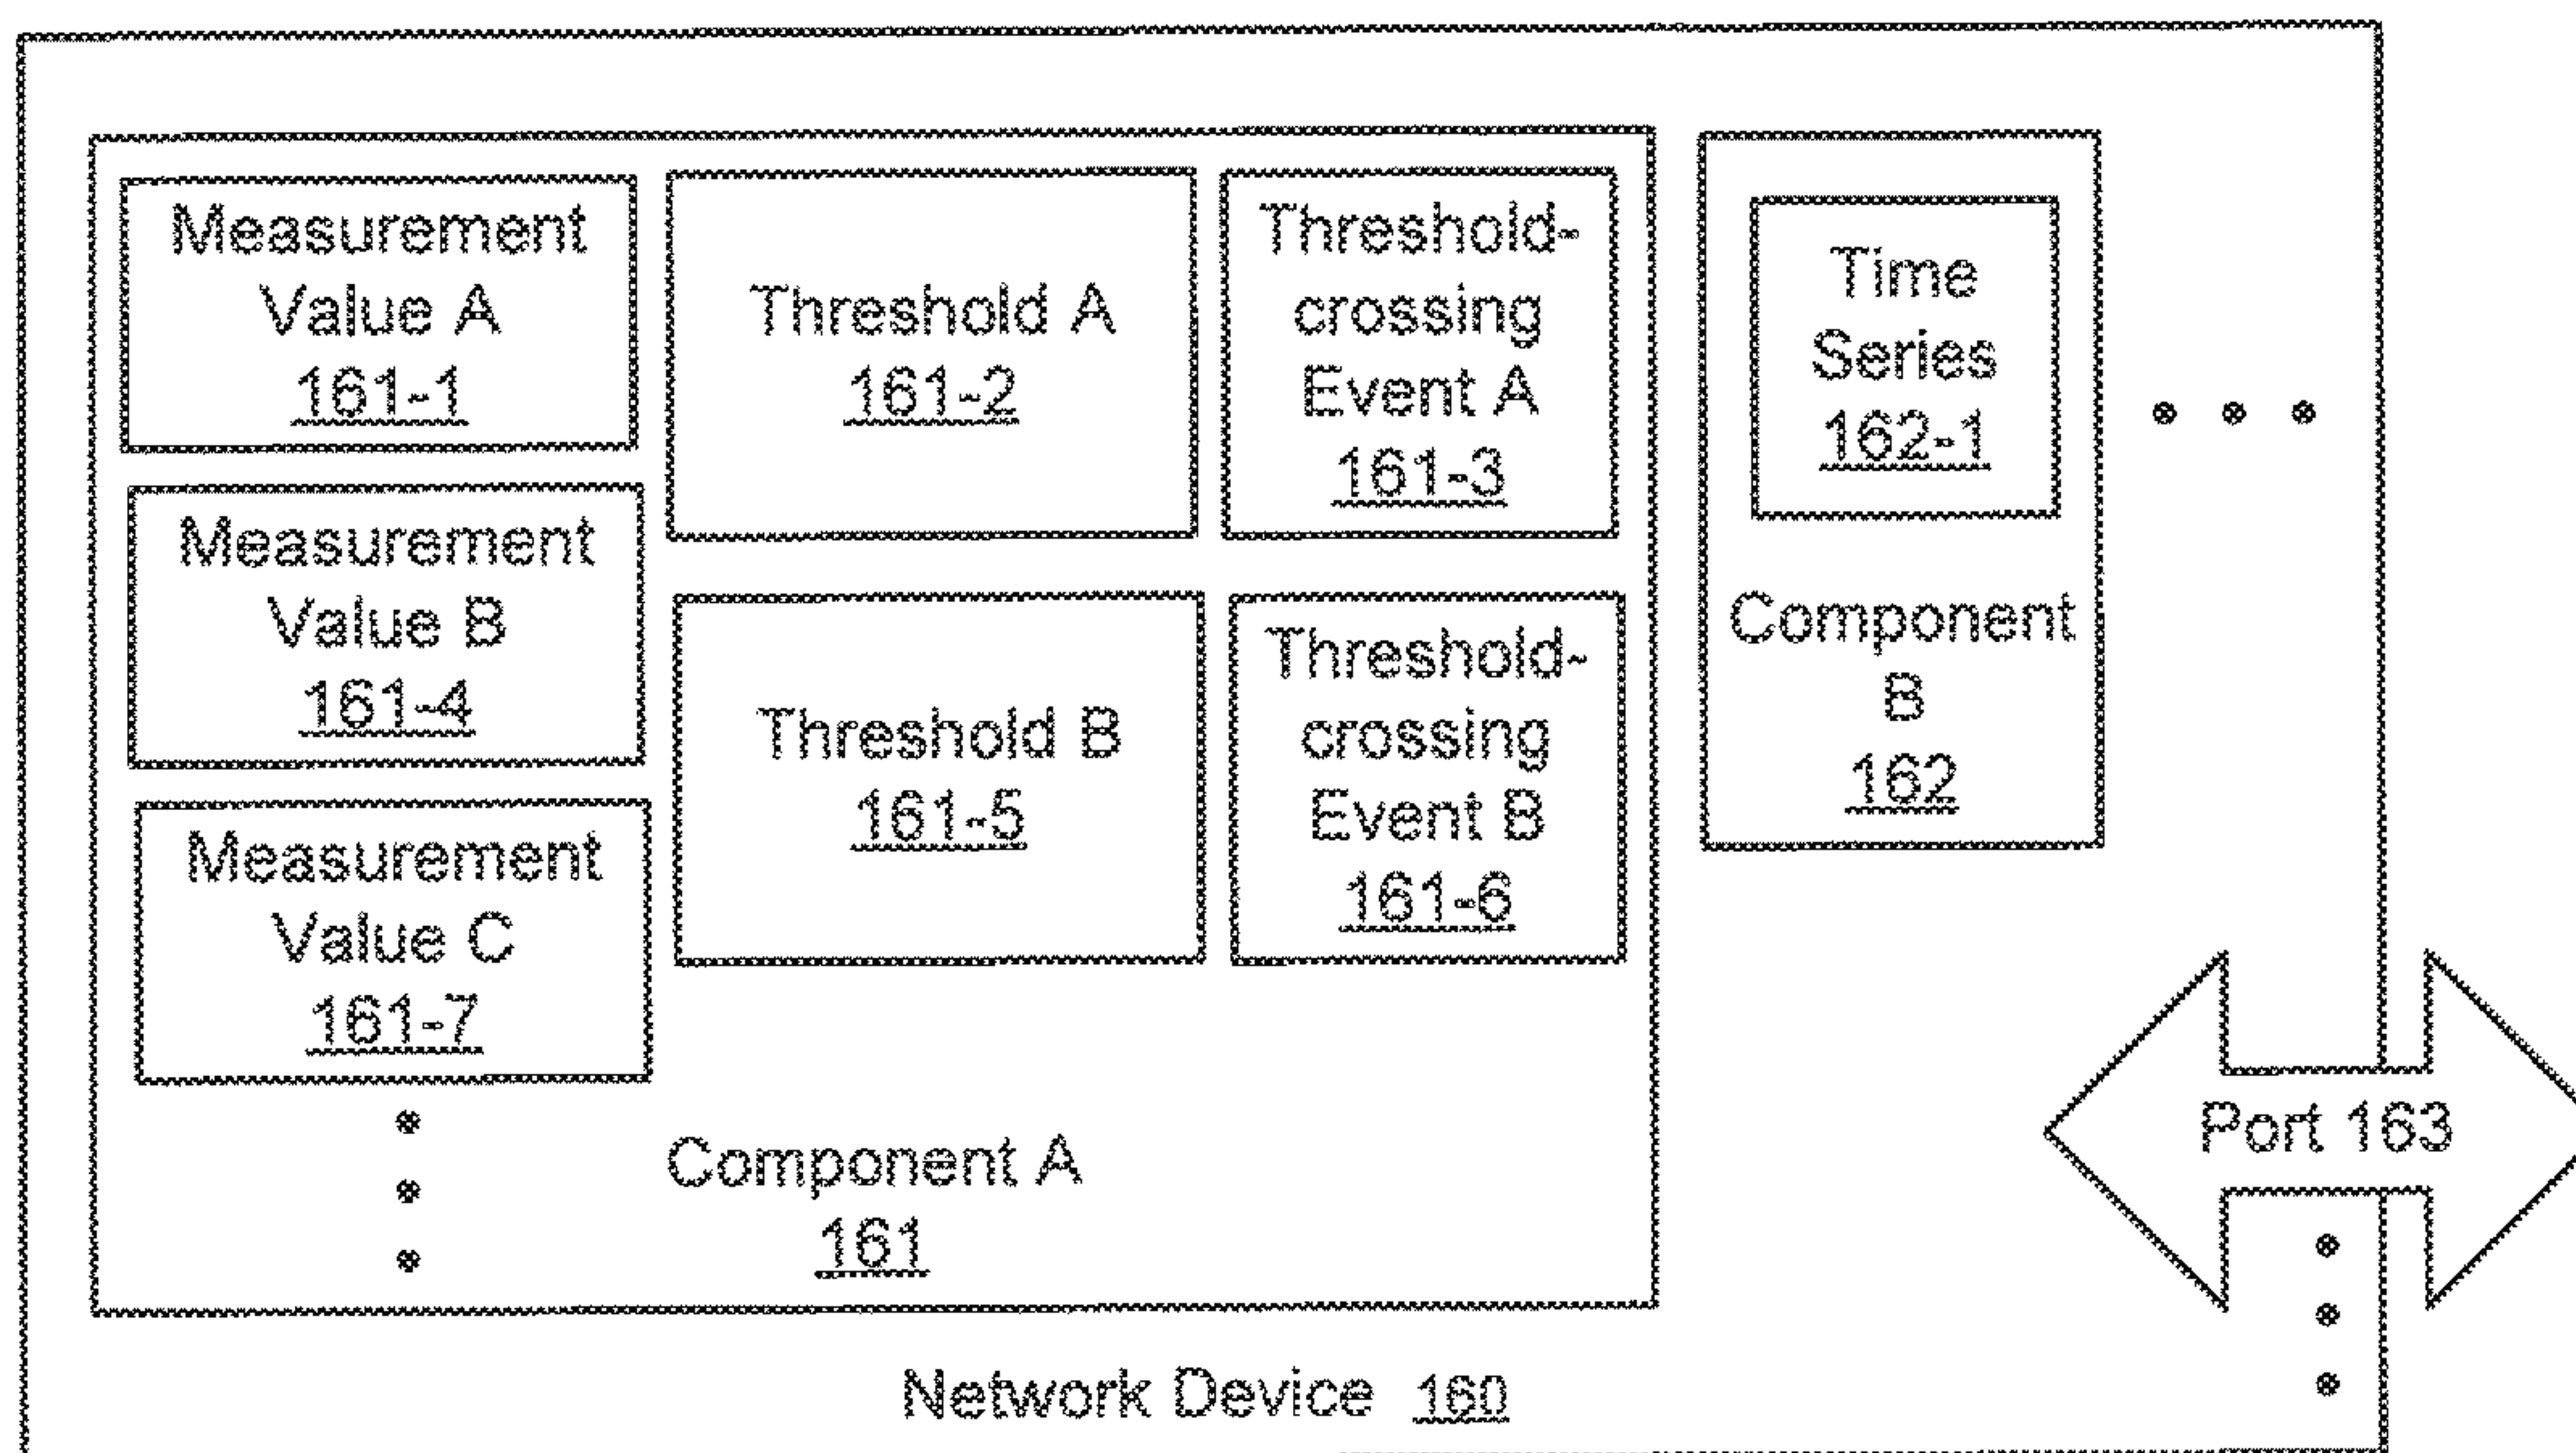 Measurement
Value A
161-1
Threshold A
161-2
Threshold-
crossing
Event A
161-3
Time
Series
162-1
Measurement
Value B
161-4
Threshold B
161-5
Threshold-
crossing
Event B
161-6
Component
B
162
Measurement
Value C
161-7
Component A
161
Port 163
Network Device 160